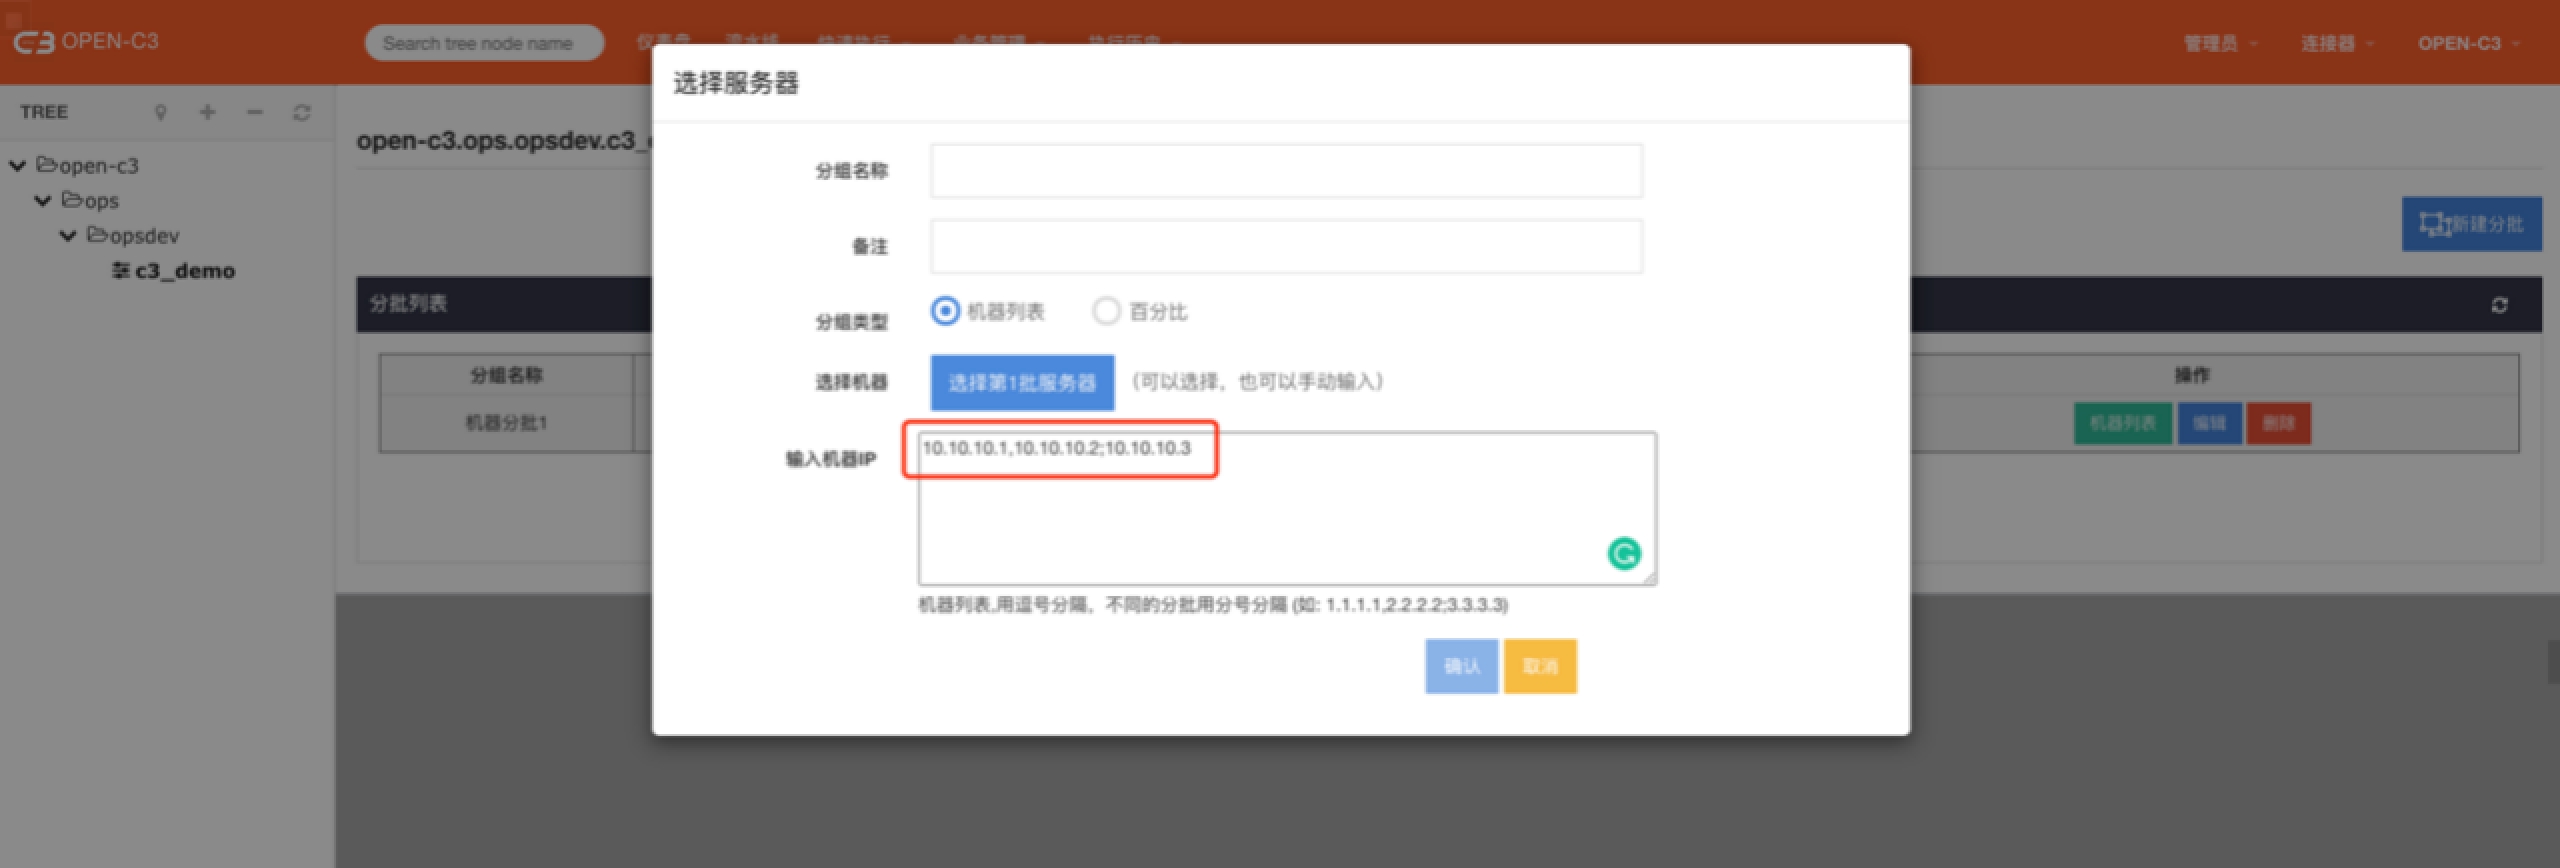 OPEN-C3
Search tree node name
管理员
连接器
OPEN-C3
TREE
open-c3
ops
opsdev
c3_demo
open-c3.ops.opsdev.c3_
新建分批
分批列表
分组名称
操作
机器分批1
机器列表
编辑
删除
选择服务器
分组名称
备注
分组类型
机器列表
百分比
选择机器
选择第1批服务器
(可以选择，也可以手动输入)
输入机器IP
10.10.10.1,10.10.10.2;10.10.10.3
机器列表,用逗号分隔，不同的分批用分号分隔 (如: 1.1.1.1,2.2.2.2;3.3.3.3)
确认
取消